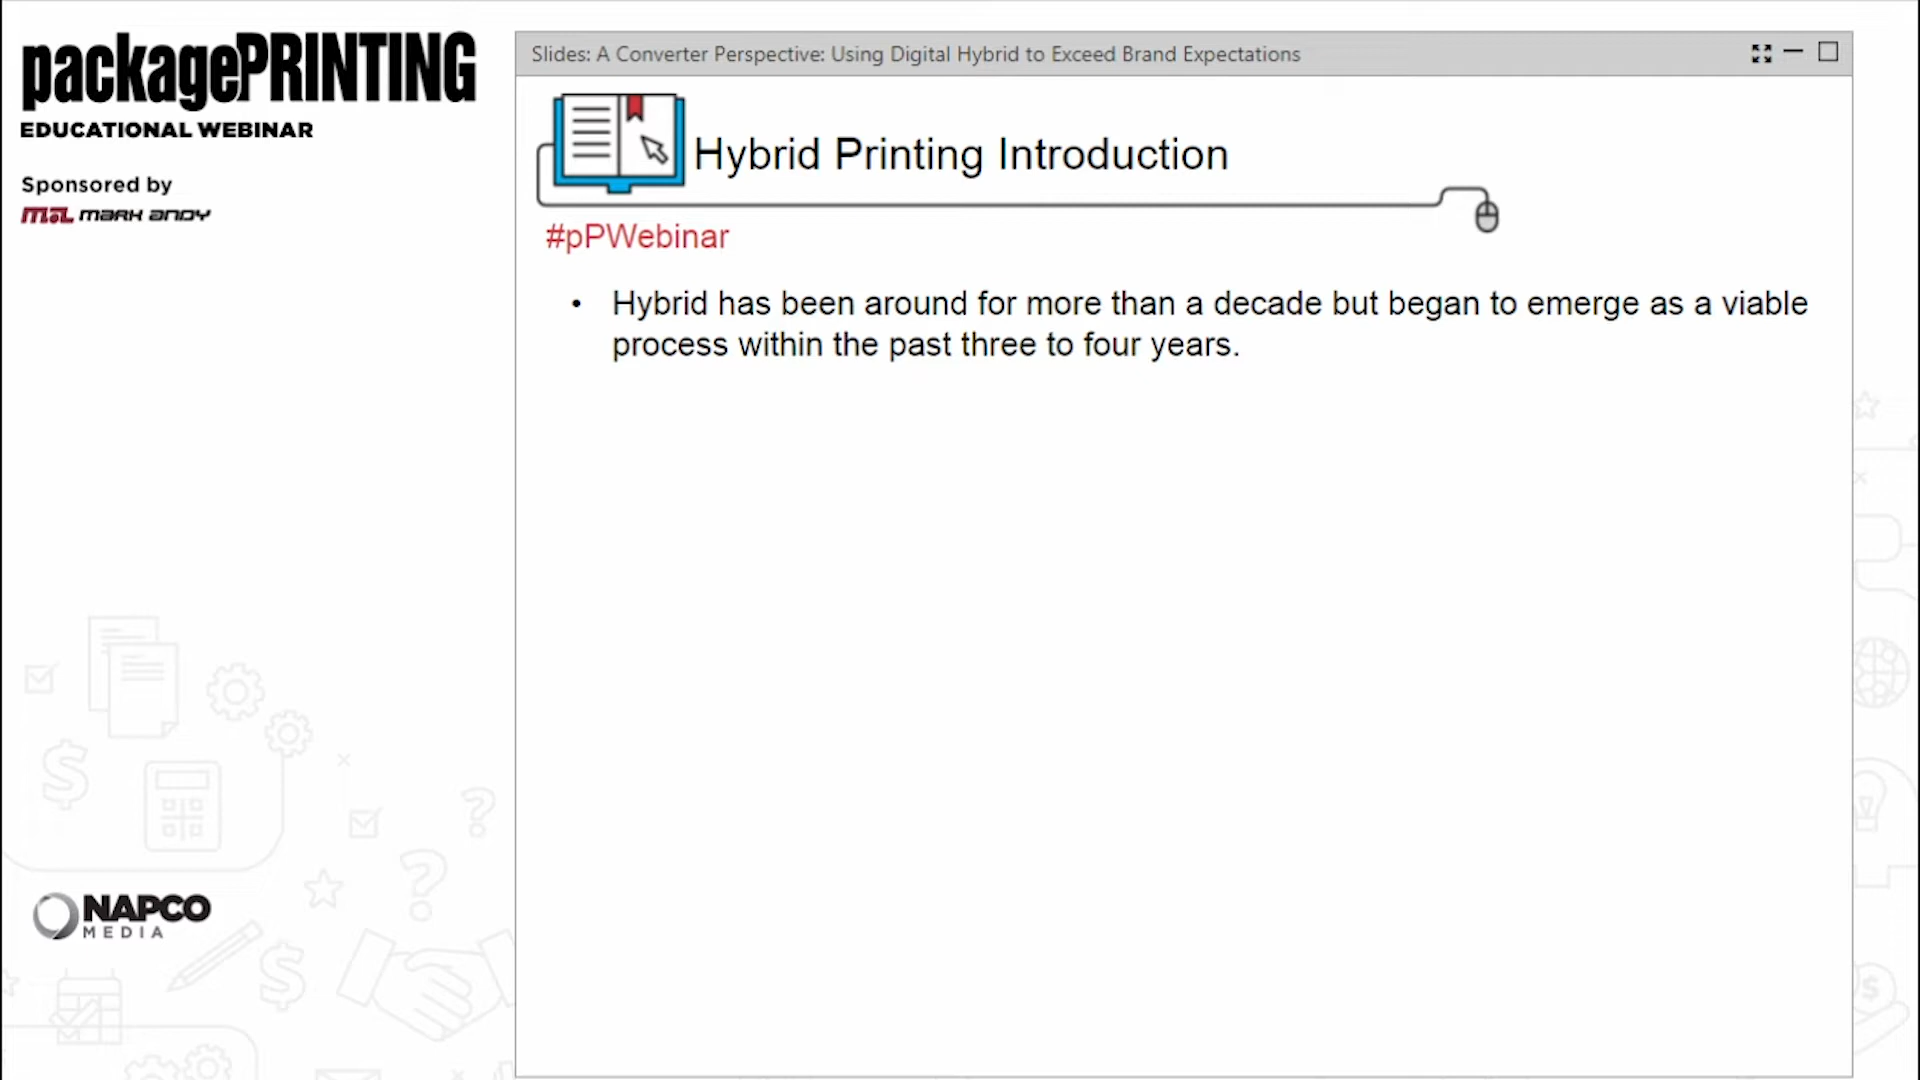 packagePRINTING
EDUCATIONAL WEBINAR
Sponsored by
mark andy
NAPCO
MEDIA
Slides: A Converter Perspective: Using Digital Hybrid to Exceed Brand Expectations
Hybrid Printing Introduction
#pPWebinar
• Hybrid has been around for more than a decade but began to emerge as a viable
process within the past three to four years.